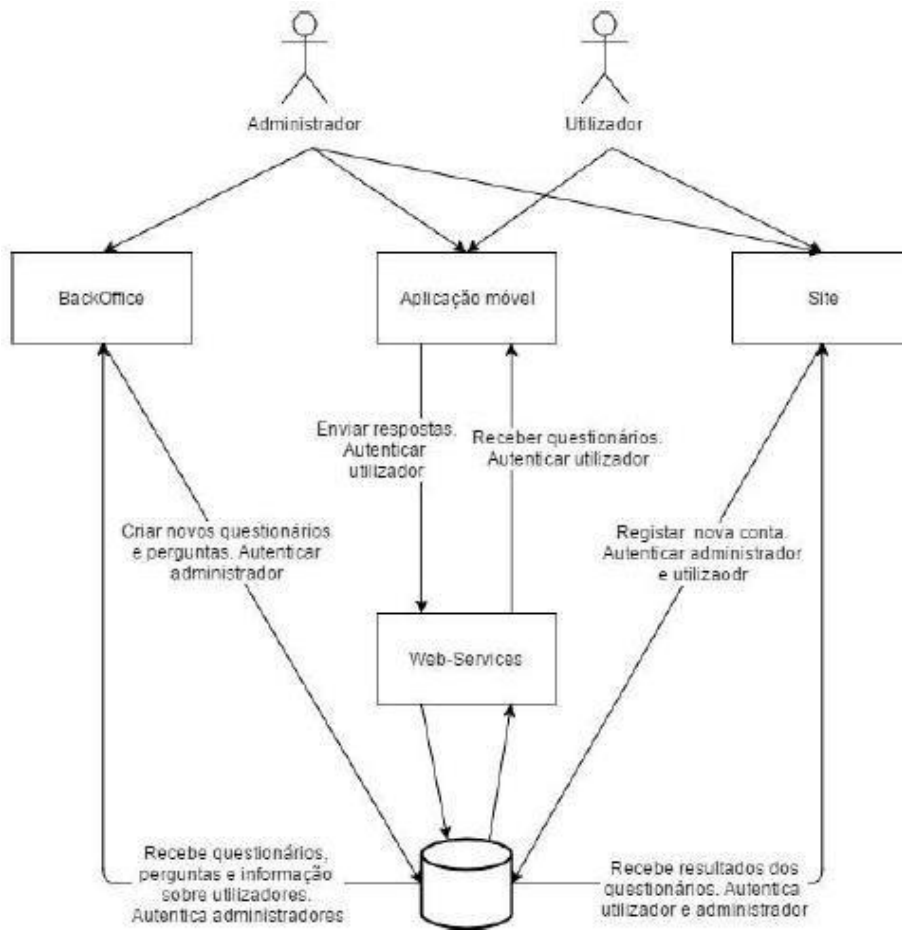 Administrador
Utilizador
BackOffice
Aplicação móvel
Site
Enviar respostas.
Autenticar
utilizador
Receber questionários.
Autenticar utilizador
Criar novos questionários
e perguntas. Autenticar
administrador
Registar nova conta.
Autenticar administrador
e utilizaodr
Web-Services
Recebe questionários,
perguntas e informação
sobre utilizadores.
Autentica administradores
Recebe resultados dos
questionários. Autentica
utilizador e administrador